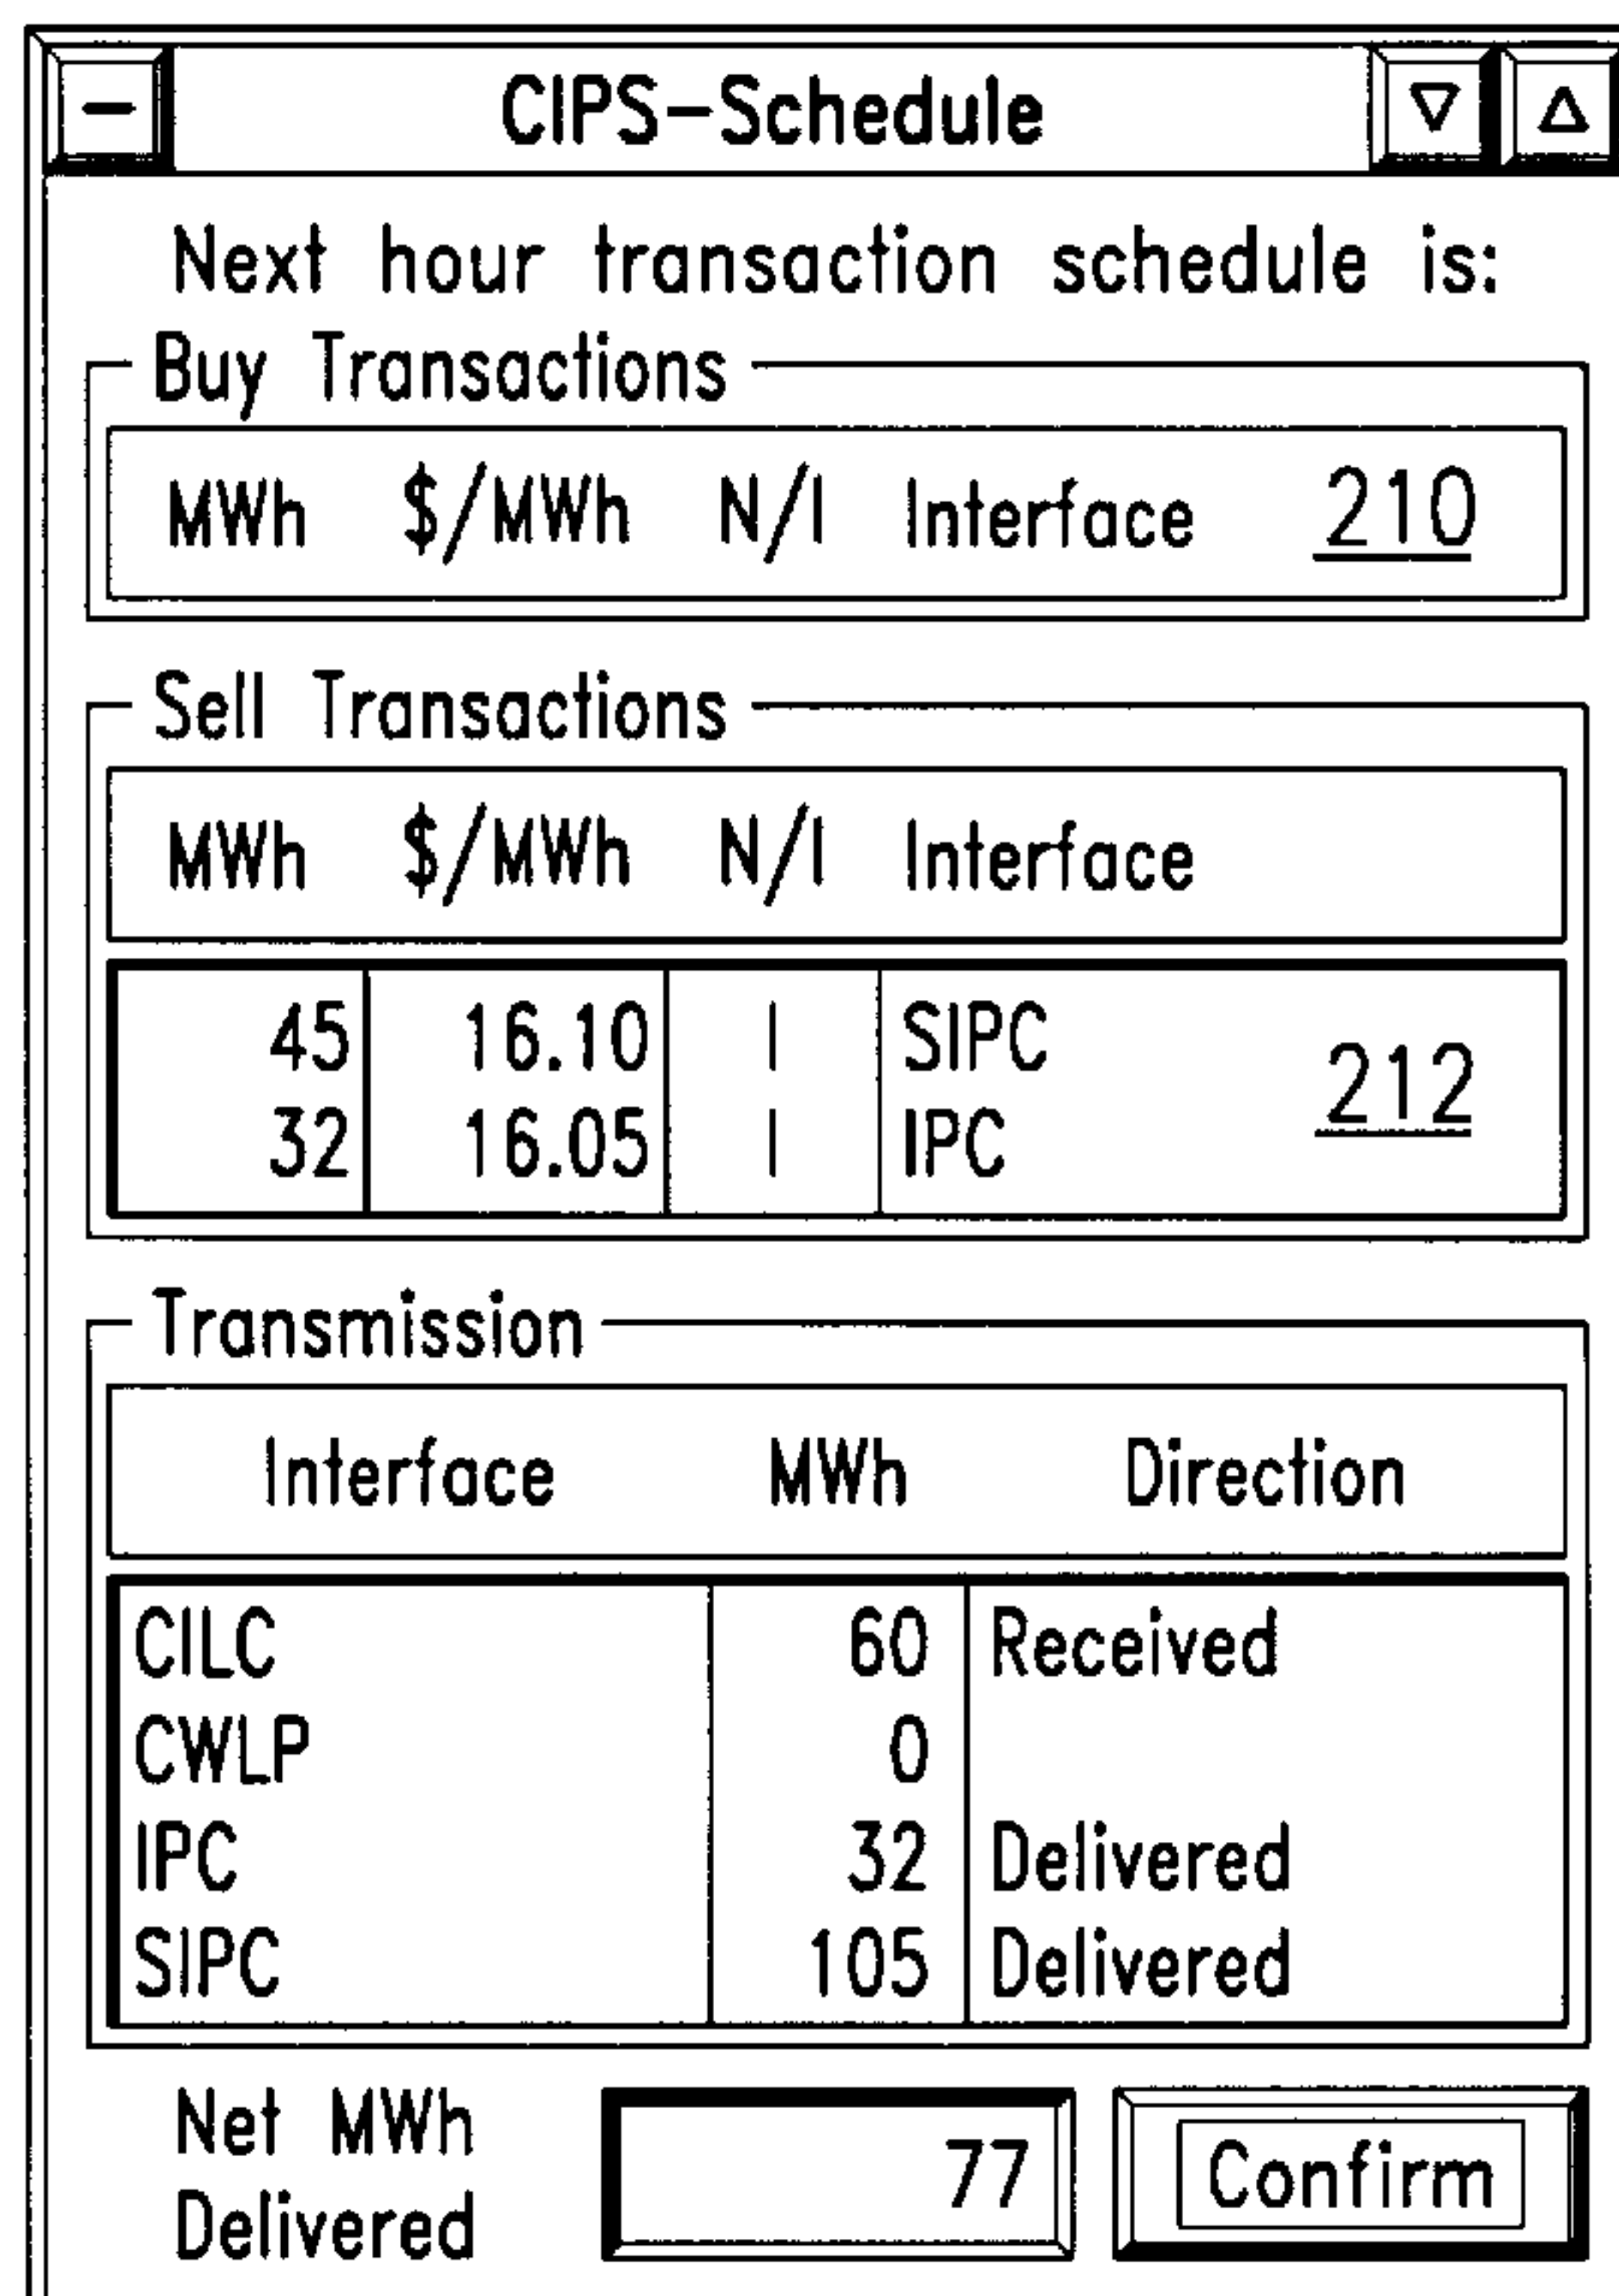 CIPS-Schedule
Next hour transaction schedule is:
Buy Transactions
MWh $/MWh N/I Interface 210
Sell Transactions
MWh $/MWh N/I Interface
45 16.10 I SIPC
212
32 16.05 I IPC
Transmission
Interface MWh Direction
CILC 60 Received
CWLP 0
IPC 32 Delivered
SIPC 105 Delivered
Net MWh
Delivered
77
Confirm